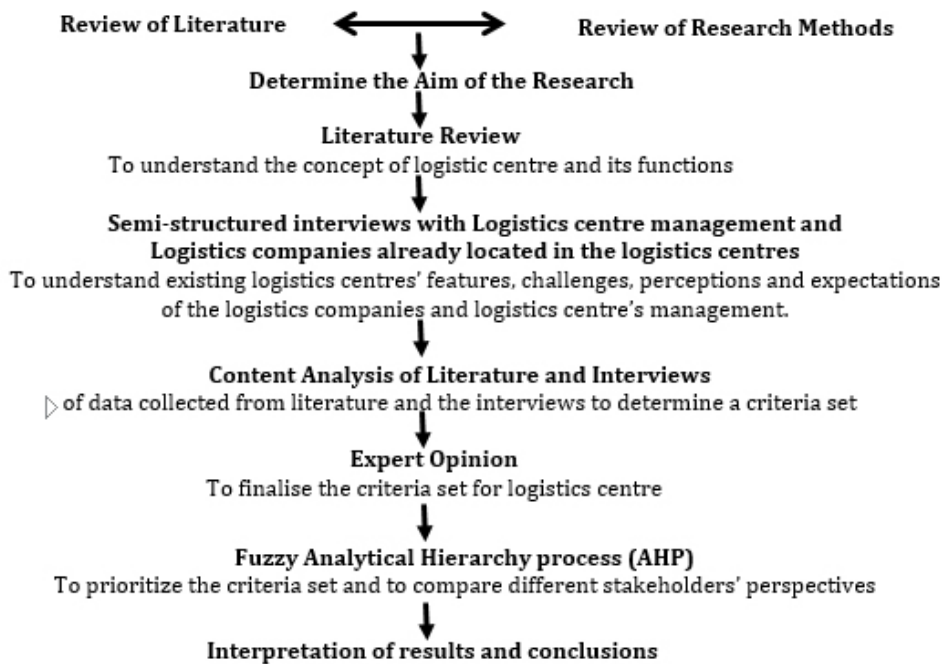 Review of Literature
Review of Research Methods
Determine the Aim of the Research
Literature Review
To understand the concept of logistic centre and its functions
Semi-structured interviews with Logistics centre management and
Logistics companies already located in the logistics centres
To understand existing logistics centres’ features, challenges, perceptions and expectations
of the logistics companies and logistics centre’s management.
Content Analysis of Literature and Interviews
of data collected from literature and the interviews to determine a criteria set
Expert Opinion
To finalise the criteria set for logistics centre
Fuzzy Analytical Hierarchy process (AHP)
To prioritize the criteria set and to compare different stakeholders’ perspectives
Interpretation of results and conclusions